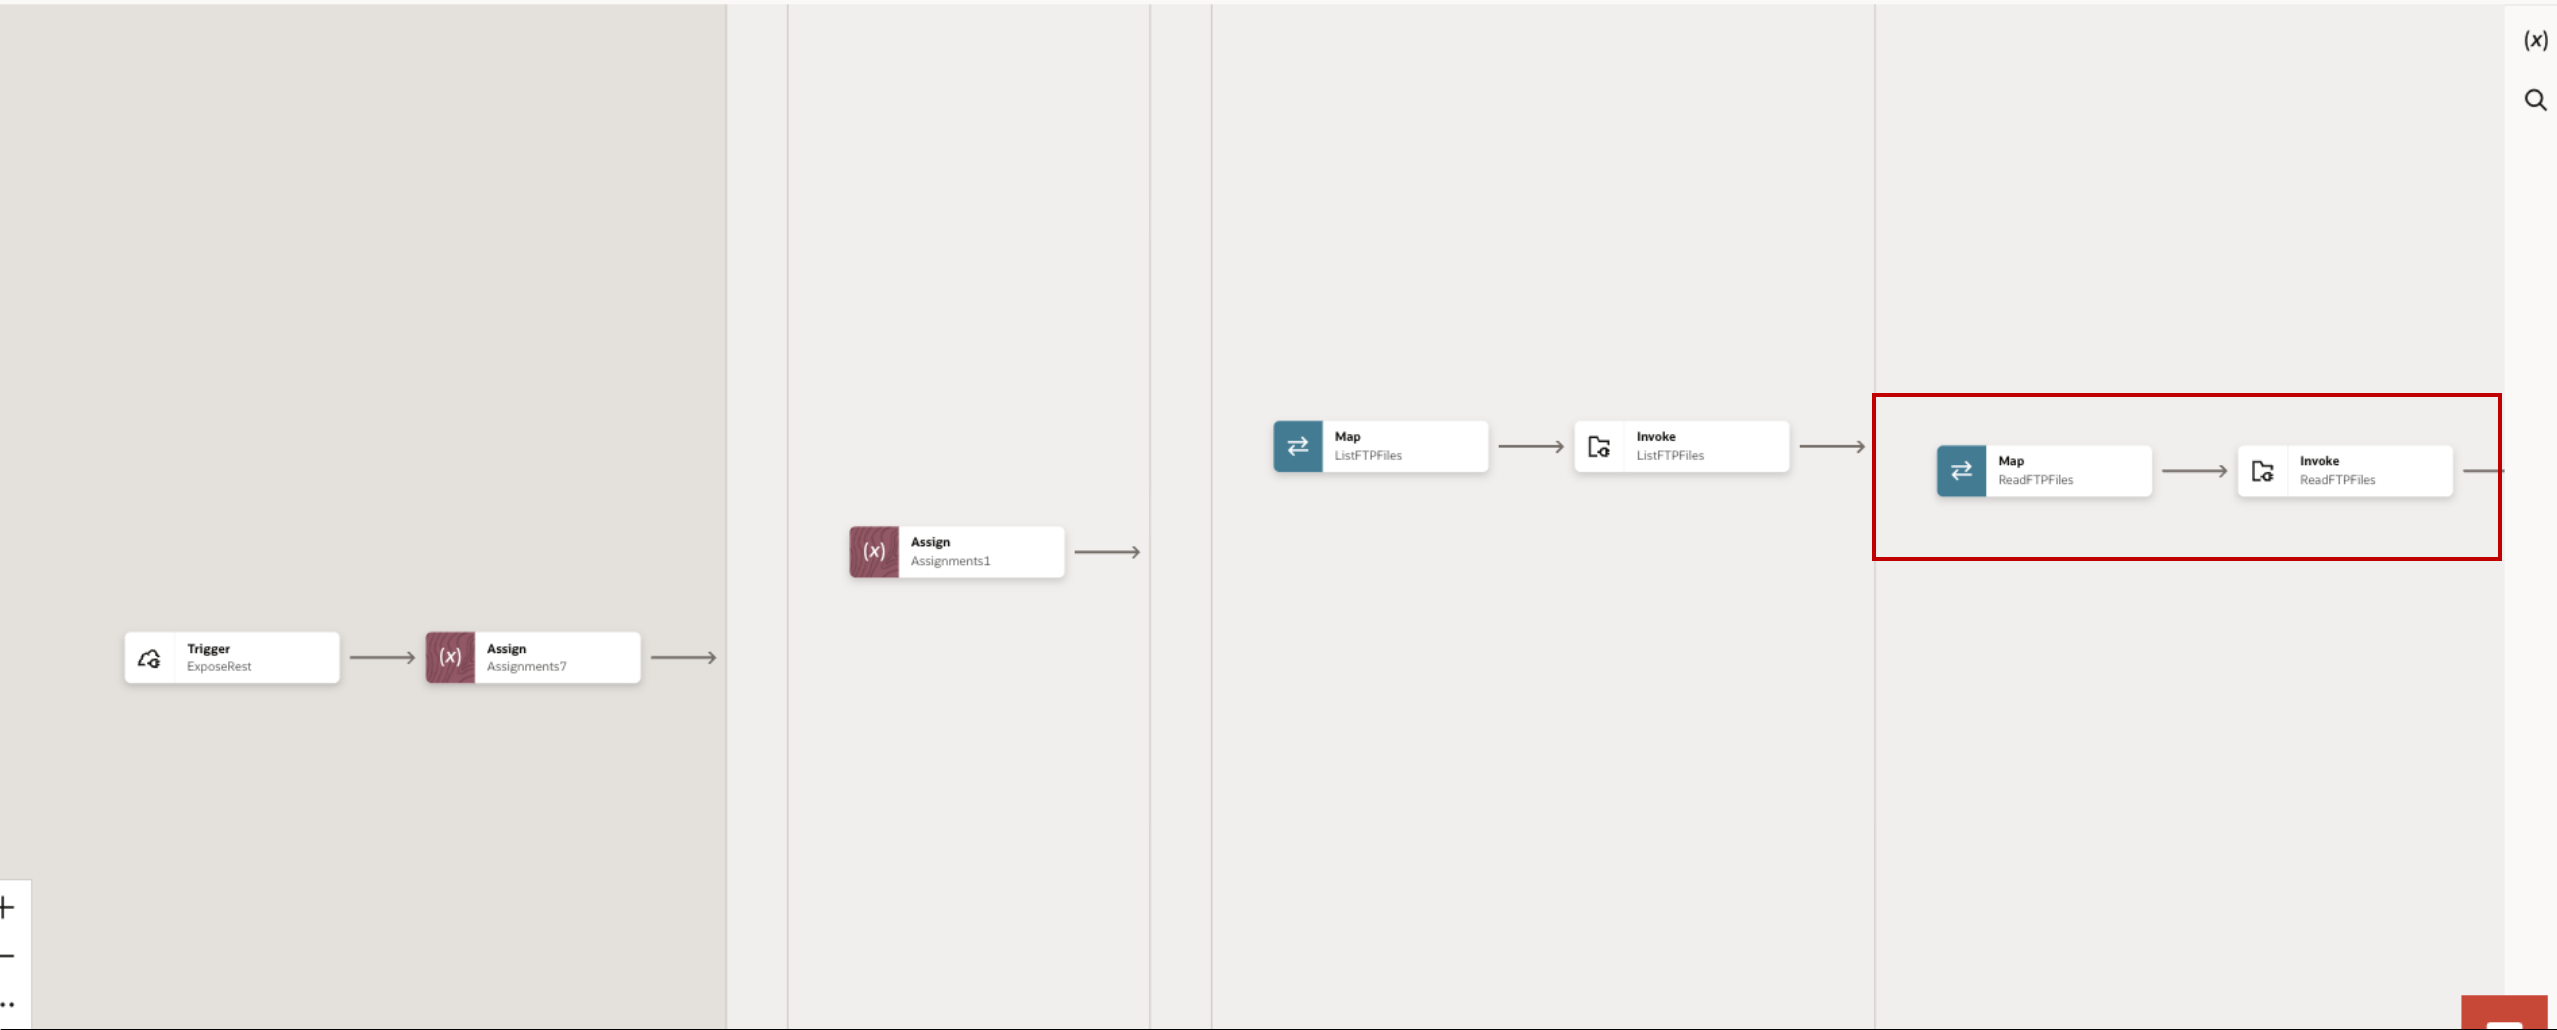 (x)
Map
ListFTPFiles
Invoke
ListFTPFiles
Map
ReadFTPFiles
Invoke
ReadFTPFiles
(x)
Assign
Assignments1
Trigger
ExposeRest
(x)
Assign
Assignments7